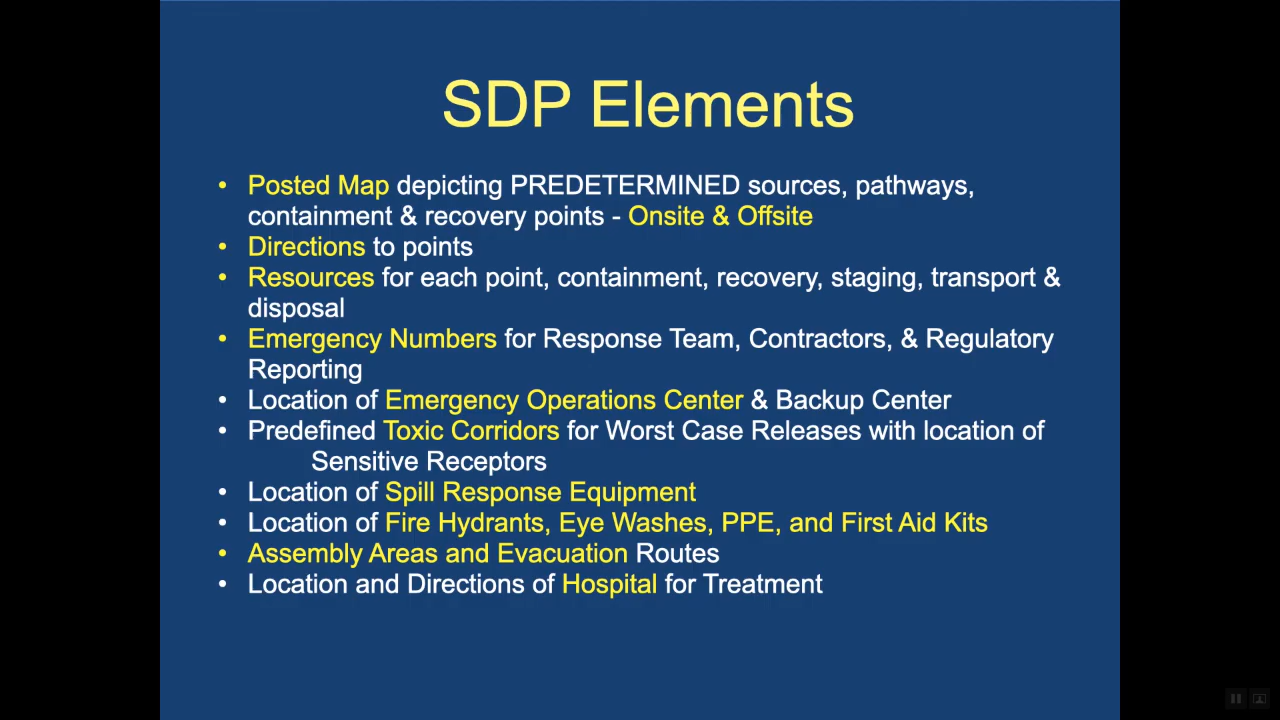 SDP Elements
• Posted Map depicting PREDETERMINED sources, pathways,
containment & recovery points - Onsite & Offsite
• Directions to points
• Resources for each point, containment, recovery, staging, transport &
disposal
• Emergency Numbers for Response Team, Contractors, & Regulatory
Reporting
• Location of Emergency Operations Center & Backup Center
• Predefined Toxic Corridors for Worst Case Releases with location of
Sensitive Receptors
• Location of Spill Response Equipment
• Location of Fire Hydrants, Eye Washes, PPE, and First Aid Kits
• Assembly Areas and Evacuation Routes
• Location and Directions of Hospital for Treatment